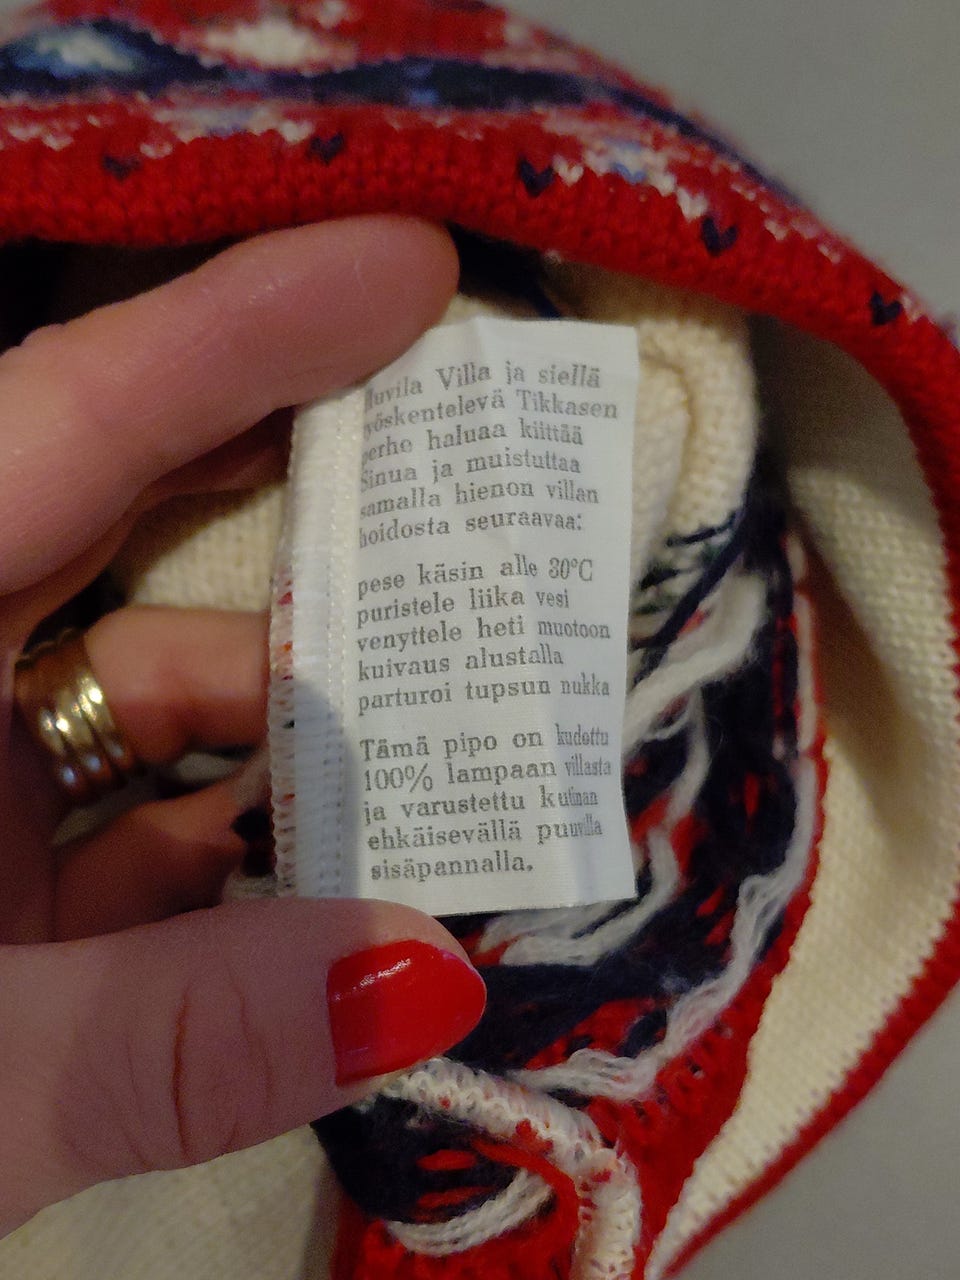 Huvila Villa ja siellä
työskentelevä Tikkasen
perhe haluaa kiittää
Sinua ja muistuttaa
samalla hienon villan
hoidosta seuraavaa:
pese käsin alle 30°C
puristele liika vesi
venyttele heti muotoon
kuivaus alustalla
parturoi tupsun nukka
Tämä pipo on kudottu
100% lampaan villasta
ja varustettu kutinan
ehkäisevällä puuvilla
sisäpannalla.